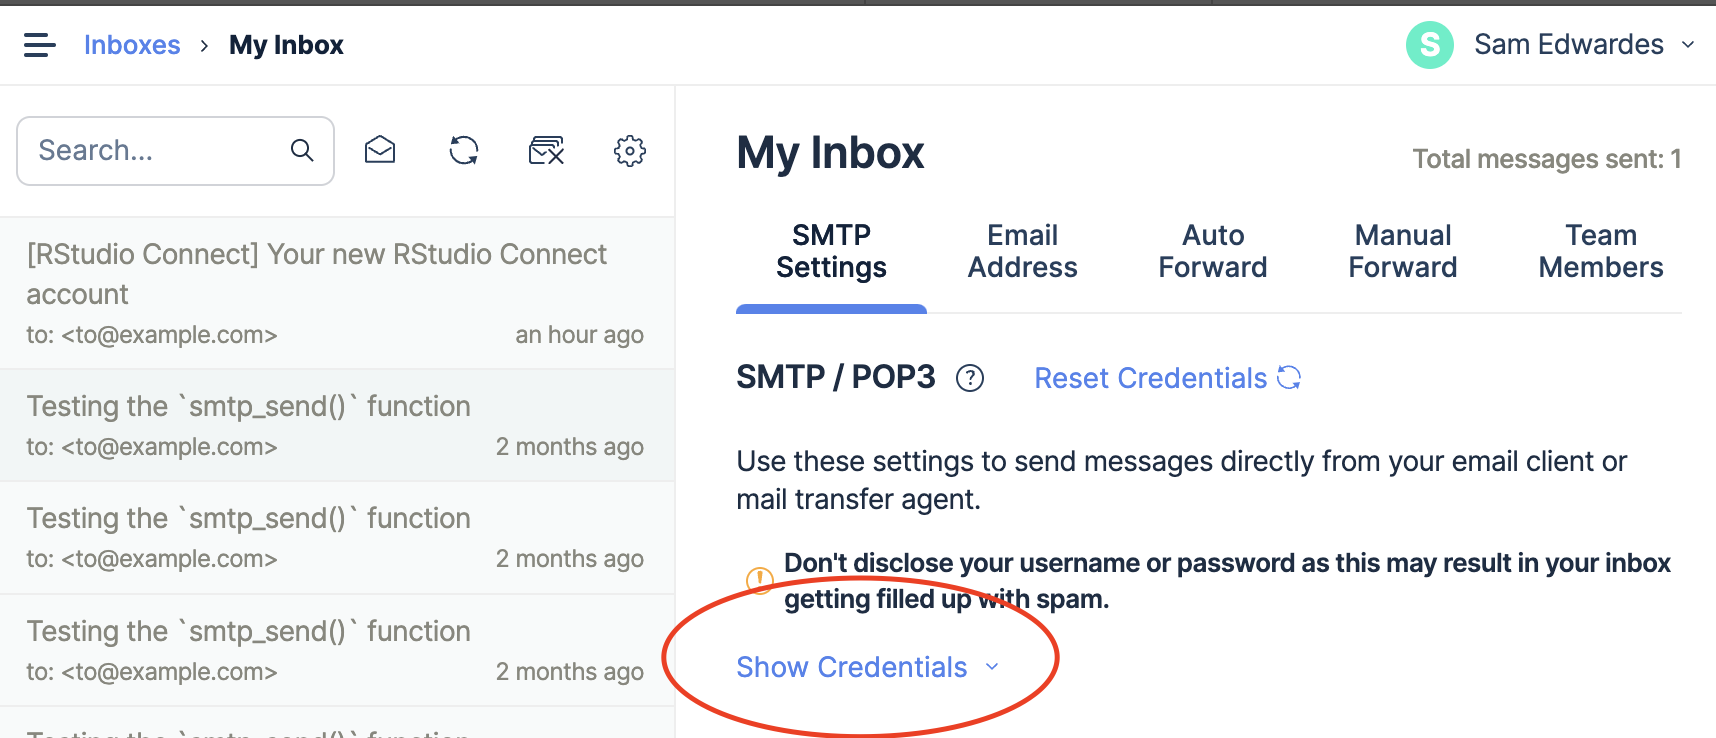 Inboxes › My Inbox
S Sam Edwardes
Search...
[RStudio Connect] Your new RStudio Connect
account
to: <to@example.com> an hour ago
Testing the `smtp_send()` function
to: <to@example.com> 2 months ago
Testing the `smtp_send()` function
to: <to@example.com> 2 months ago
Testing the `smtp_send()` function
to: <to@example.com> 2 months ago
Testing the `smtp_send()` function
My Inbox
Total messages sent: 1
SMTP
Settings
Email
Address
Auto
Forward
Manual
Forward
Team
Members
SMTP / POP3 ? Reset Credentials
Use these settings to send messages directly from your email client or
mail transfer agent.
! Don't disclose your username or password as this may result in your inbox
getting filled up with spam.
Show Credentials